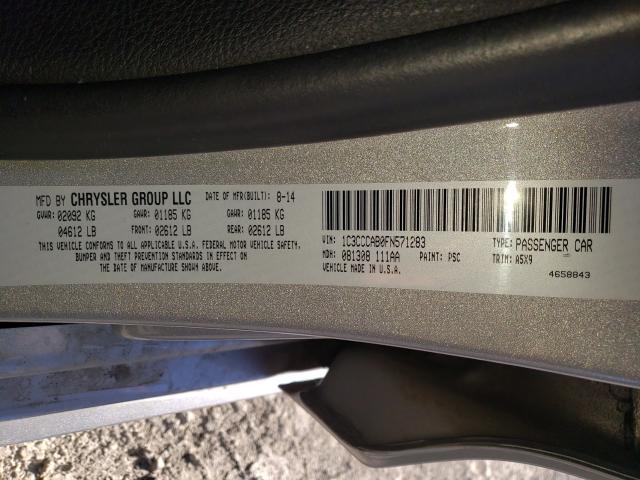 MFD BY CHRYSLER GROUP LLC DATE OF MFR(BUILT): 8-14
GVWR: 02092 KG GAWR: 01185 KG GAWR: 01185 KG
04612 LB FRONT: 02612 LB REAR: 02612 LB
THIS VEHICLE CONFORMS TO ALL APPLICABLE U.S.A. FEDERAL MOTOR VEHICLE SAFETY,
BUMPER AND THEFT PREVENTION STANDARDS IN EFFECT ON
THE DATE OF MANUFACTURE SHOWN ABOVE.
VIN: 1C3CCCAB0FN571283 TYPE: PASSENGER CAR
MDH: 081308 111AA PAINT: PSC TRIM: A5X9
VEHICLE MADE IN U.S.A. 4658843